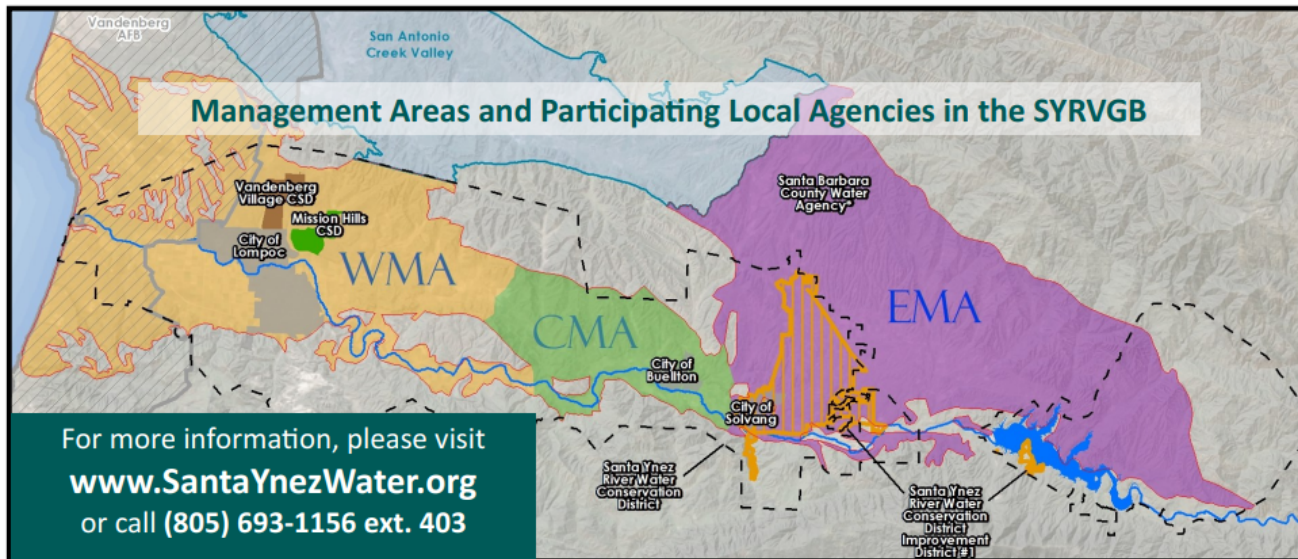 Vandenberg
AFB
San Antonio
Creek Valley
Management Areas and Participating Local Agencies in the SYRVGB
Vandenberg
Village CSD
Mission Hills
CSD
City of
Lompoc
WMA
Santa Barbara
County Water
Agency*
EMA
CMA
City of
Buellton
City of
Solvang
Santa Ynez
River Water
Conservation
District
Santa Ynez
River Water
Conservation
District
Improvement
District #1
For more information, please visit
www.SantaYnezWater.org
or call (805) 693-1156 ext. 403